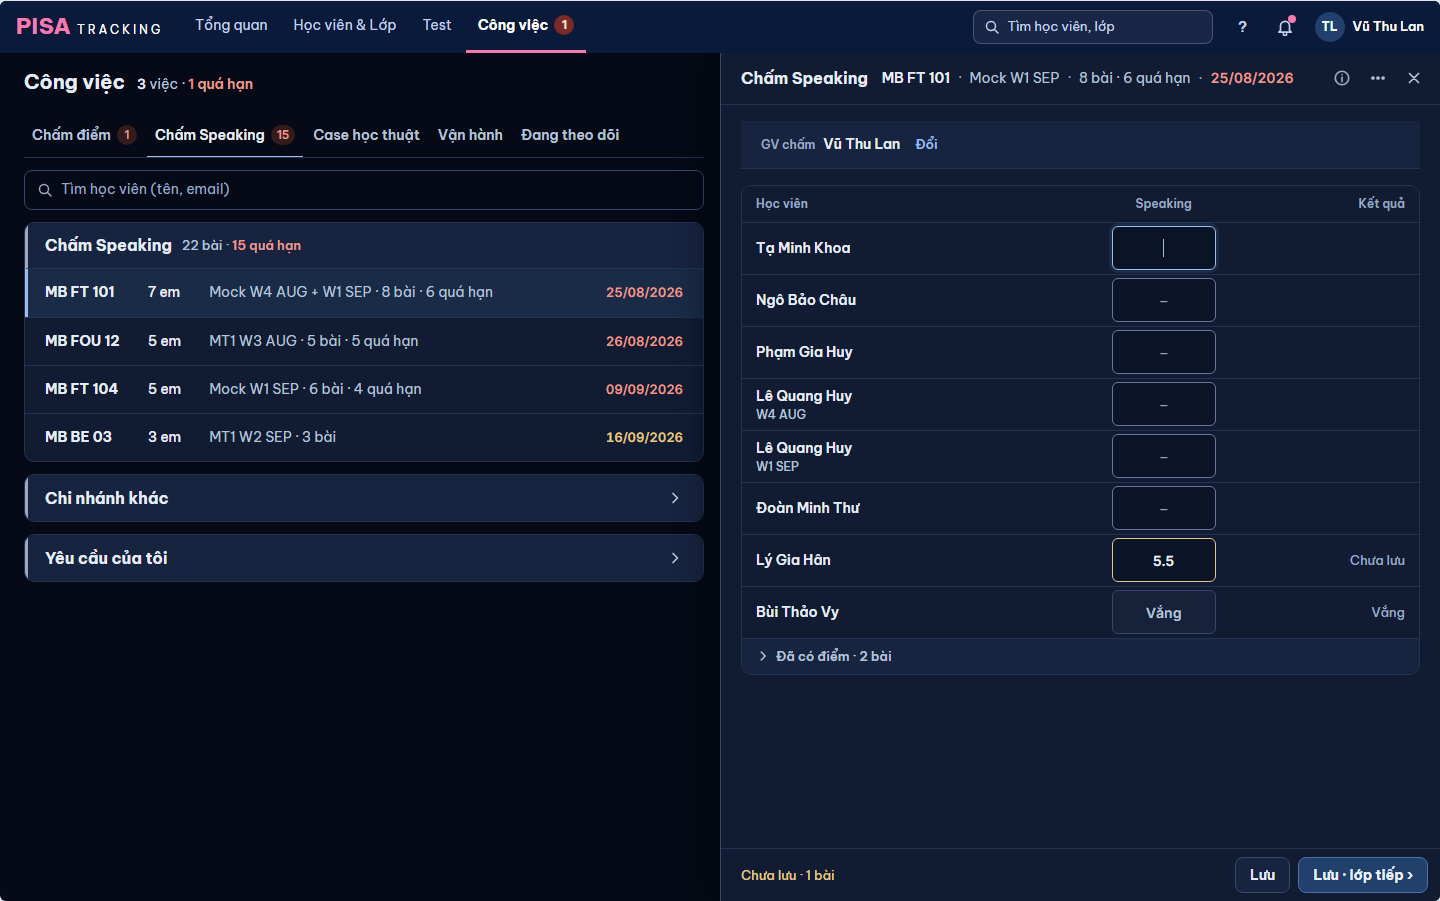 PISA TRACKING
Tổng quan
Học viên & Lớp
Test
Công việc 1
Tìm học viên, lớp
?
TL Vũ Thu Lan
Công việc 3 việc · 1 quá hạn
Chấm điểm 1
Chấm Speaking 15
Case học thuật
Vận hành
Đang theo dõi
Tìm học viên (tên, email)
Chấm Speaking 22 bài · 15 quá hạn
MB FT 101 7 em Mock W4 AUG + W1 SEP · 8 bài · 6 quá hạn 25/08/2026
MB FOU 12 5 em MT1 W3 AUG · 5 bài · 5 quá hạn 26/08/2026
MB FT 104 5 em Mock W1 SEP · 6 bài · 4 quá hạn 09/09/2026
MB BE 03 3 em MT1 W2 SEP · 3 bài 16/09/2026
Chi nhánh khác
Yêu cầu của tôi
Chấm Speaking MB FT 101 · Mock W1 SEP · 8 bài · 6 quá hạn · 25/08/2026
GV chấm Vũ Thu Lan Đổi
Học viên Speaking Kết quả
Tạ Minh Khoa
Ngô Bảo Châu –
Phạm Gia Huy –
Lê Quang Huy –
W4 AUG
Lê Quang Huy –
W1 SEP
Đoàn Minh Thư –
Lý Gia Hân 5.5 Chưa lưu
Bùi Thảo Vy Vắng Vắng
Đã có điểm · 2 bài
Chưa lưu · 1 bài
Lưu
Lưu · lớp tiếp ›